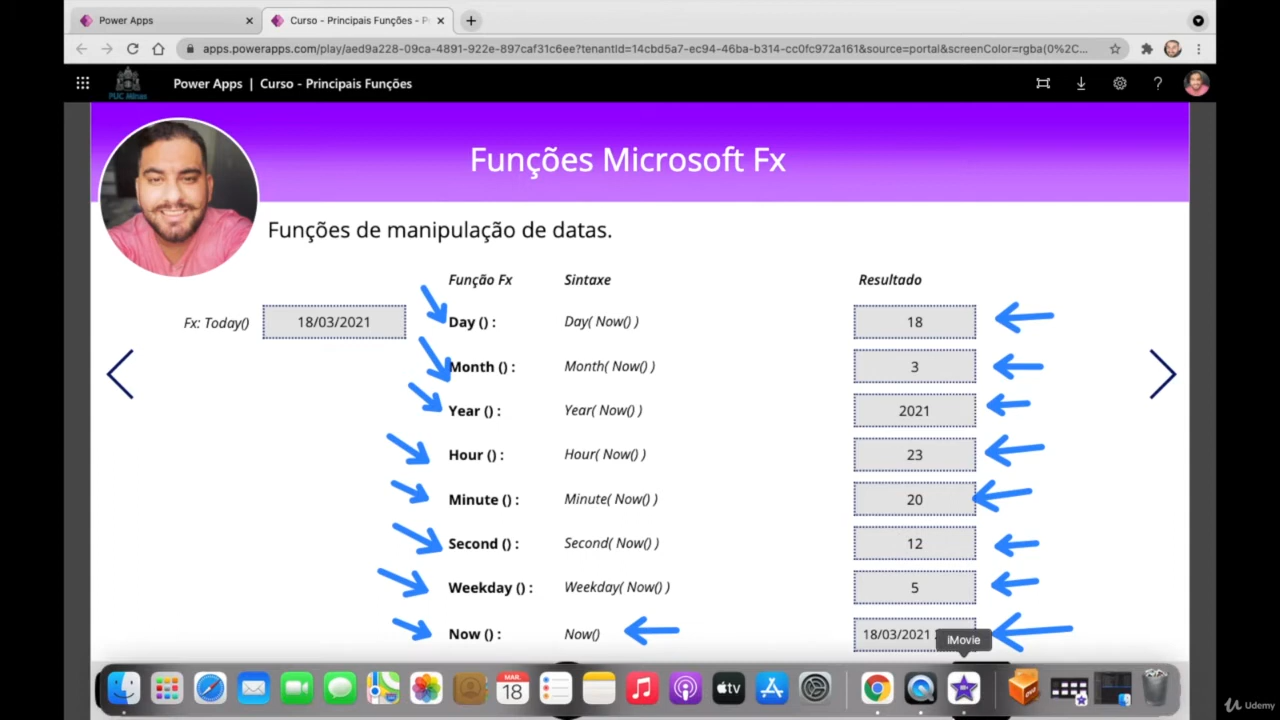 Power Apps
Curso - Principais Funções - P
apps.powerapps.com/play/aed9a228-09ca-4891-922e-897caf31c6ee?tenantId=14cbd5a7-ec94-46ba-b314-cc0fc972a161&source=portal&screenColor=rgba(0%2C...
PUC Minas
Power Apps | Curso - Principais Funções
Funções Microsoft Fx
Funções de manipulação de datas.
Função Fx Sintaxe Resultado
Fx: Today() 18/03/2021 Day () : Day( Now() ) 18
Month () : Month( Now() ) 3
Year () : Year( Now() ) 2021
Hour () : Hour( Now() ) 23
Minute () : Minute( Now() ) 20
Second () : Second( Now() ) 12
Weekday () : Weekday( Now() ) 5
Now () : Now() 18/03/2021
iMovie
MAR.
18
tv
Udemy